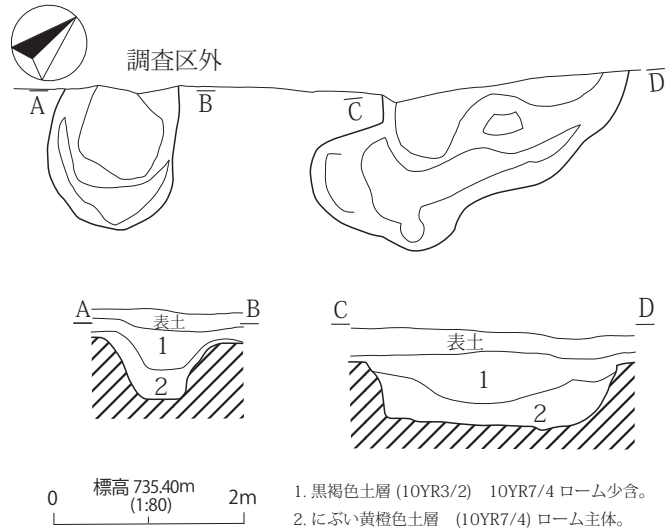 調査区外
A B C D
A B C D
表土 表土
1 1
2 2
標高 735.40m
(1:80)
0 2m
1. 黒褐色土層 (10YR3/2) 10YR7/4 ローム少含。
2. にぶい黄橙色土層 (10YR7/4) ローム主体。